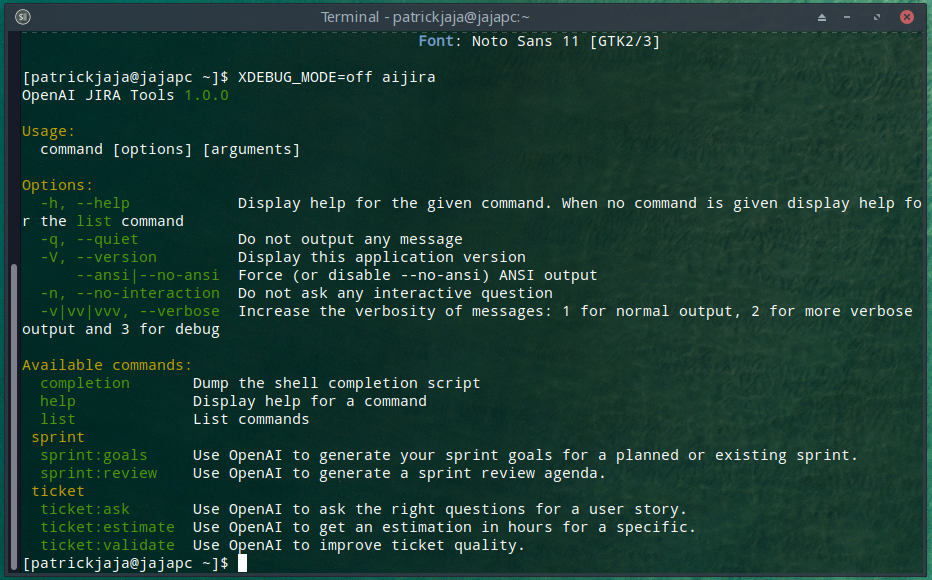 Terminal - patrickjaja@jajapc:~
Font: Noto Sans 11 [GTK2/3]
[patrickjaja@jajapc ~]$ XDEBUG_MODE=off aijira
OpenAI JIRA Tools 1.0.0
Usage:
command [options] [arguments]
Options:
-h, --help Display help for the given command. When no command is given display help fo
r the list command
-q, --quiet Do not output any message
-V, --version Display this application version
--ansi|--no-ansi Force (or disable --no-ansi) ANSI output
-n, --no-interaction Do not ask any interactive question
-v|vv|vvv, --verbose Increase the verbosity of messages: 1 for normal output, 2 for more verbose
output and 3 for debug
Available commands:
completion Dump the shell completion script
help Display help for a command
list List commands
sprint
sprint:goals Use OpenAI to generate your sprint goals for a planned or existing sprint.
sprint:review Use OpenAI to generate a sprint review agenda.
ticket
ticket:ask Use OpenAI to ask the right questions for a user story.
ticket:estimate Use OpenAI to get an estimation in hours for a specific.
ticket:validate Use OpenAI to improve ticket quality.
[patrickjaja@jajapc ~]$